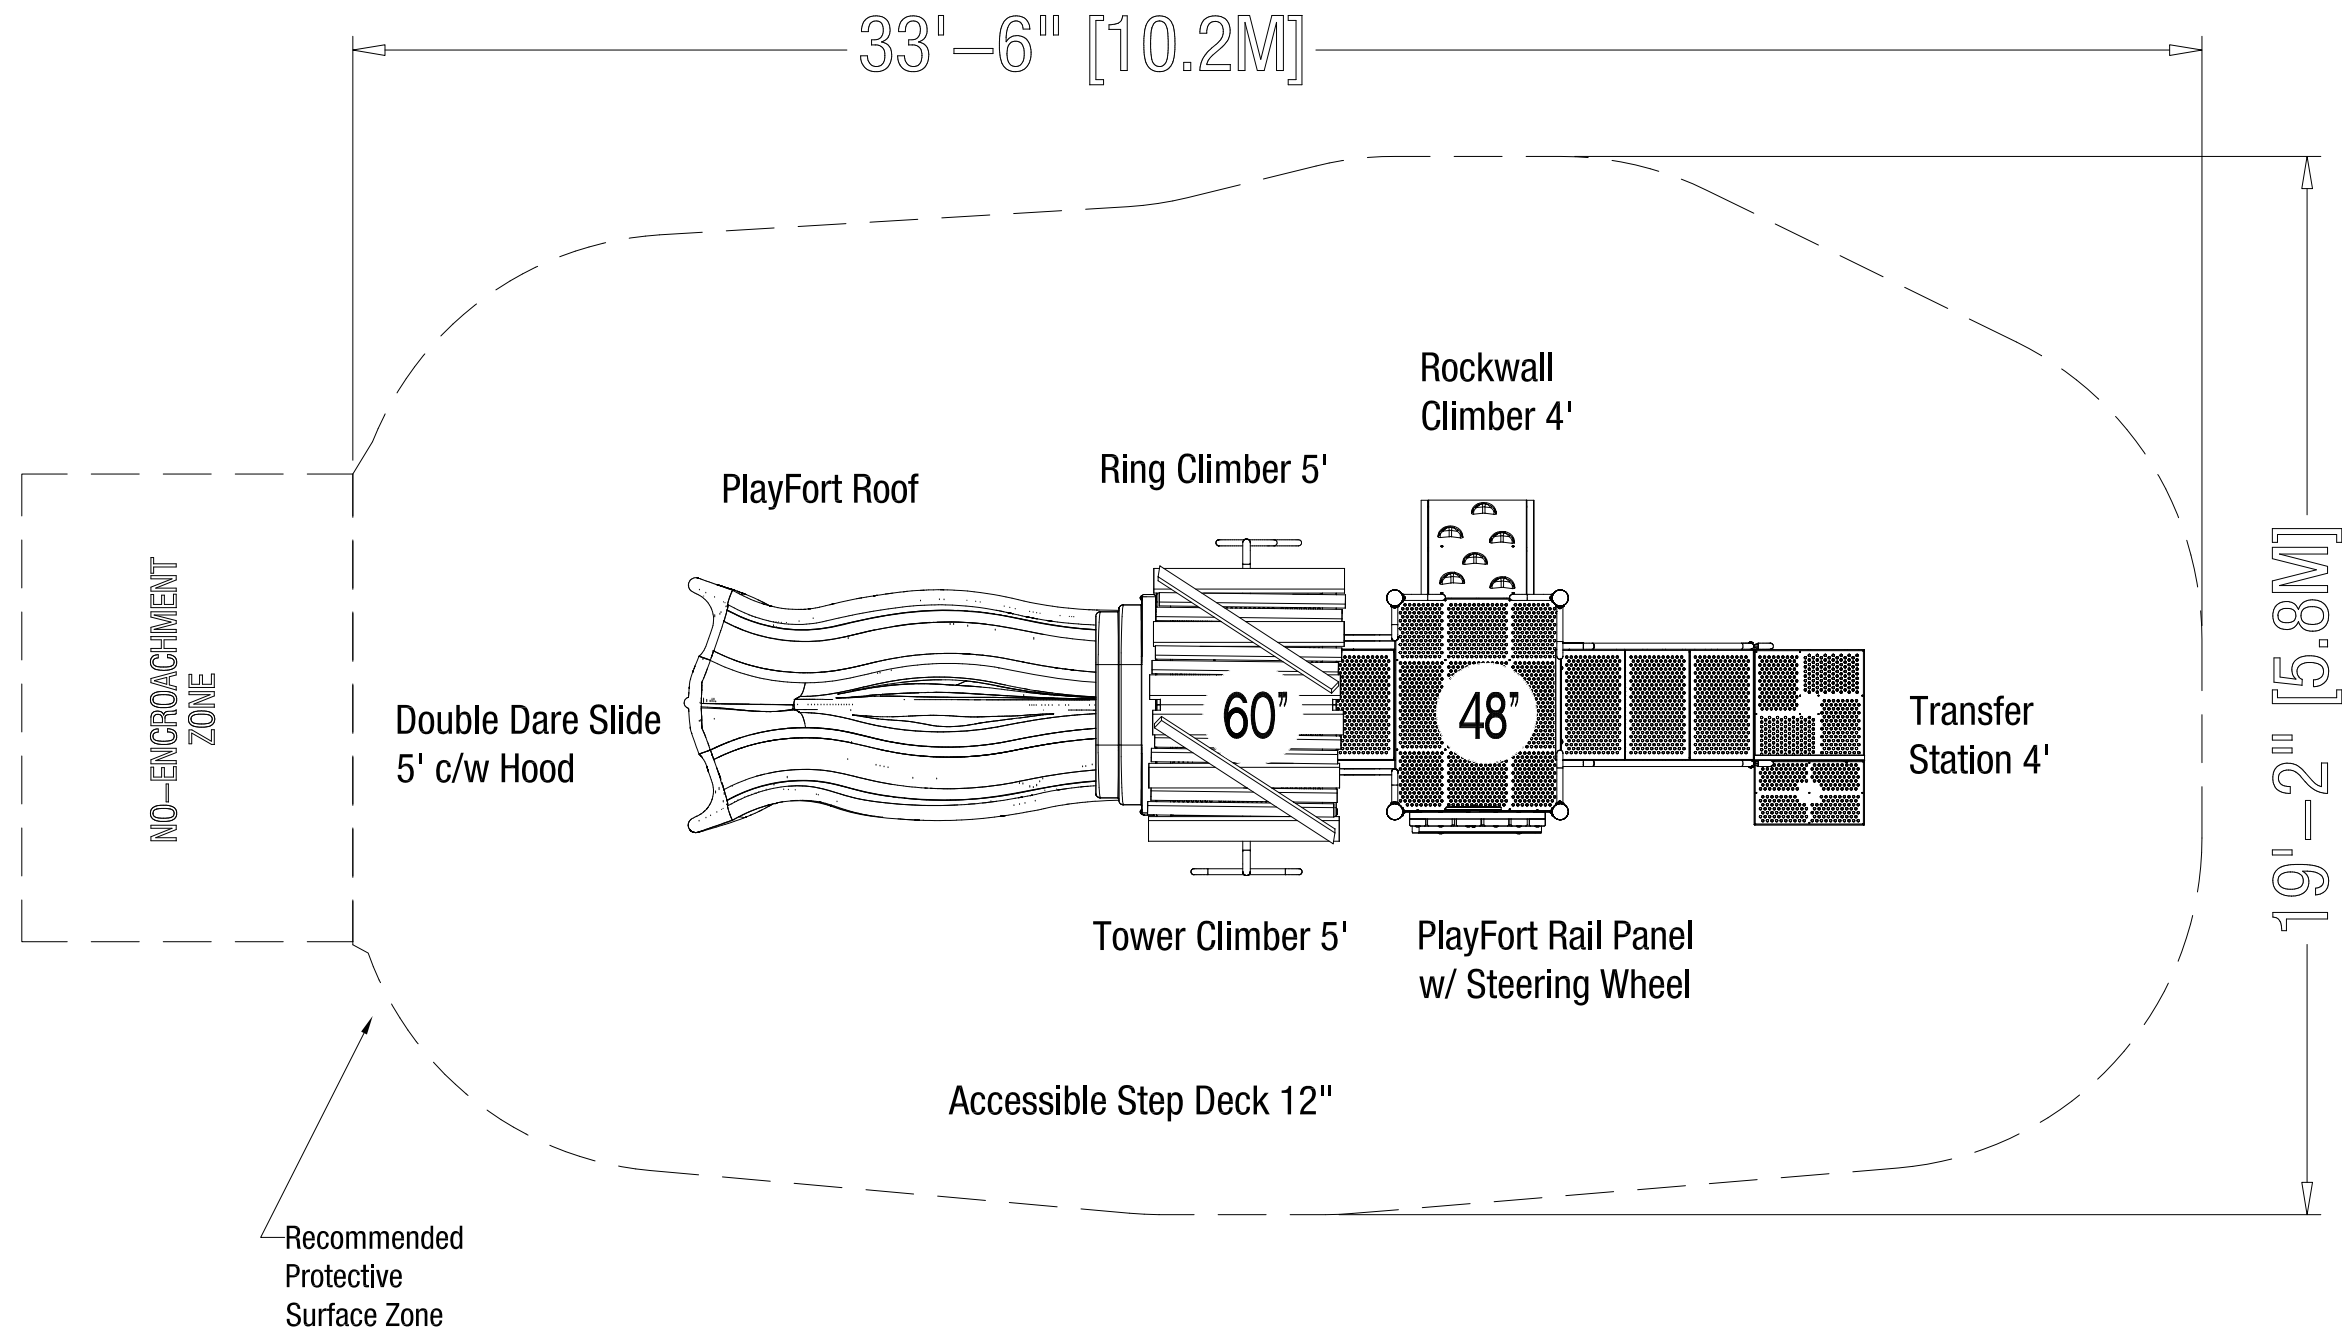 33'–6" [10.2M]
Rockwall
Climber 4'
Ring Climber 5'
PlayFort Roof
NO–ENCROACHMENT
ZONE
Double Dare Slide
5' c/w Hood
60”
48”
Transfer
Station 4'
19'–2" [5.8M]
Tower Climber 5'
PlayFort Rail Panel
w/ Steering Wheel
Accessible Step Deck 12"
Recommended
Protective
Surface Zone